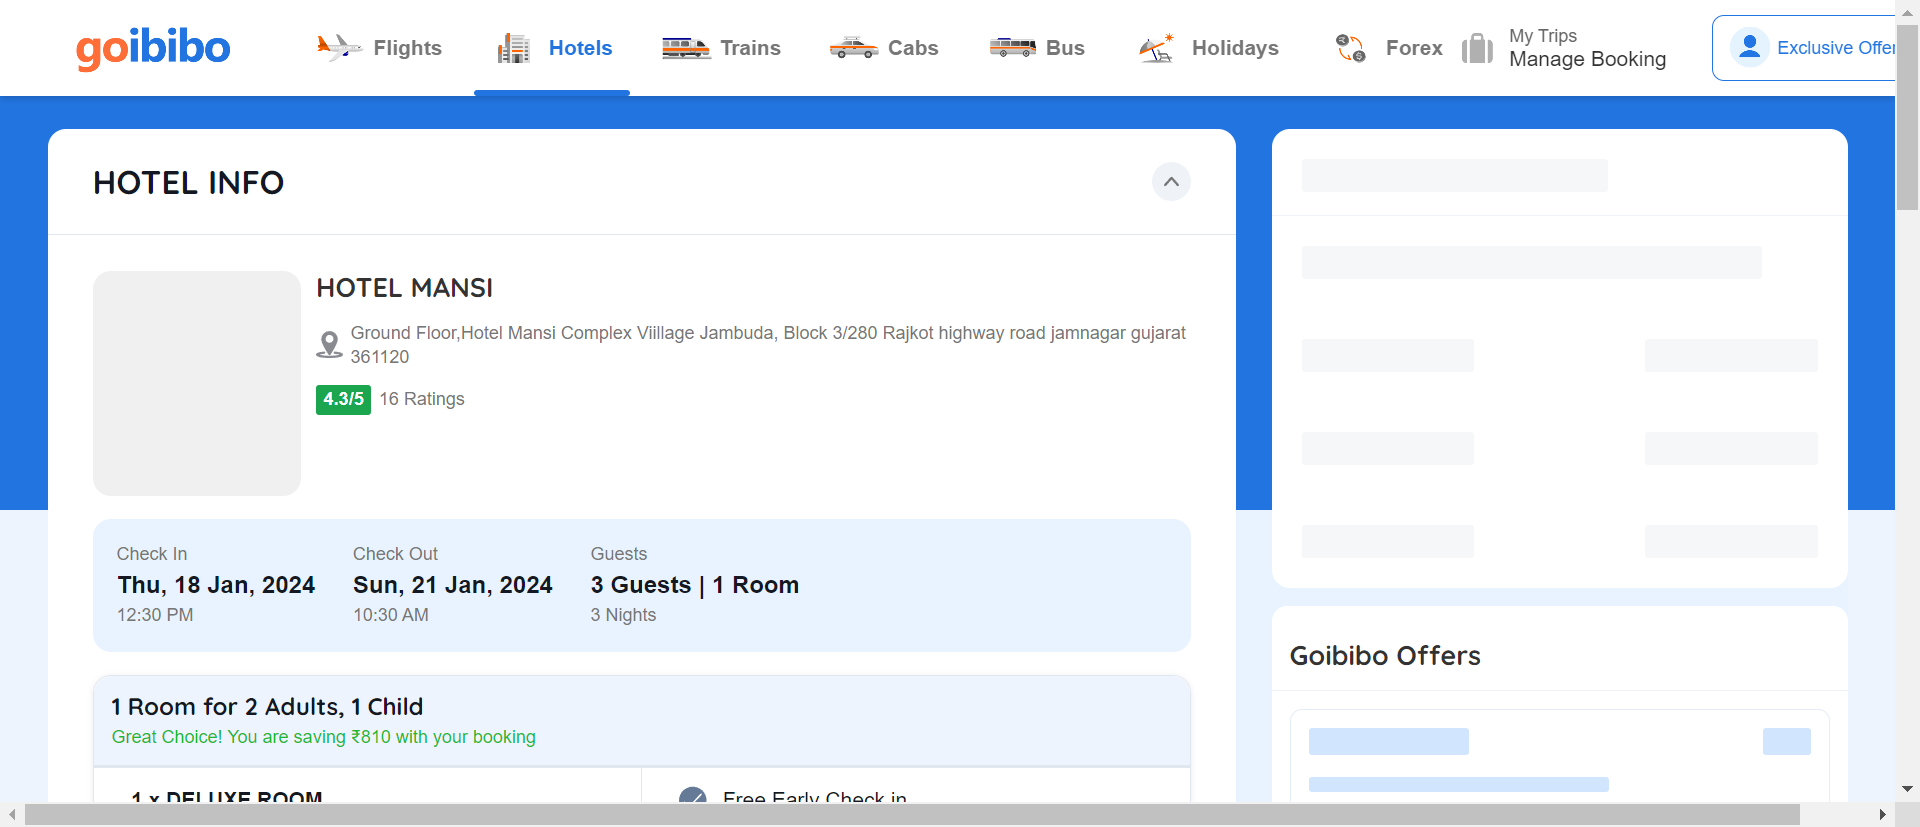 goibibo
Flights
Hotels
Trains
Cabs
Bus
Holidays
Forex
My Trips
Manage Booking
Exclusive Offer
HOTEL INFO
HOTEL MANSI
Ground Floor,Hotel Mansi Complex Viillage Jambuda, Block 3/280 Rajkot highway road jamnagar gujarat
361120
4.3/5 16 Ratings
Check In
Thu, 18 Jan, 2024
12:30 PM
Check Out
Sun, 21 Jan, 2024
10:30 AM
Guests
3 Guests | 1 Room
3 Nights
1 Room for 2 Adults, 1 Child
Great Choice! You are saving ₹810 with your booking
1 x DELUXE ROOM
Free Early Check in
Goibibo Offers